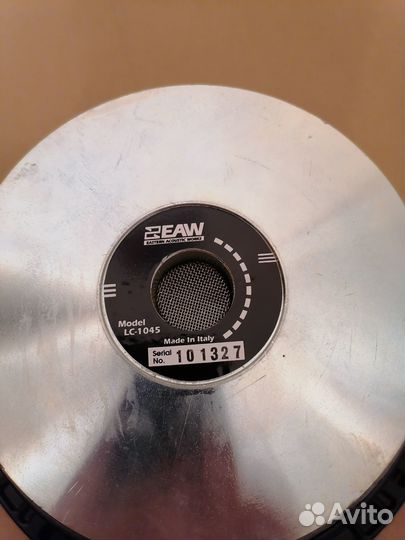 EAW
EASTERN ACOUSTIC WORKS
Model
LC-1045
Made In Italy
Serial
No. 101327
Avito